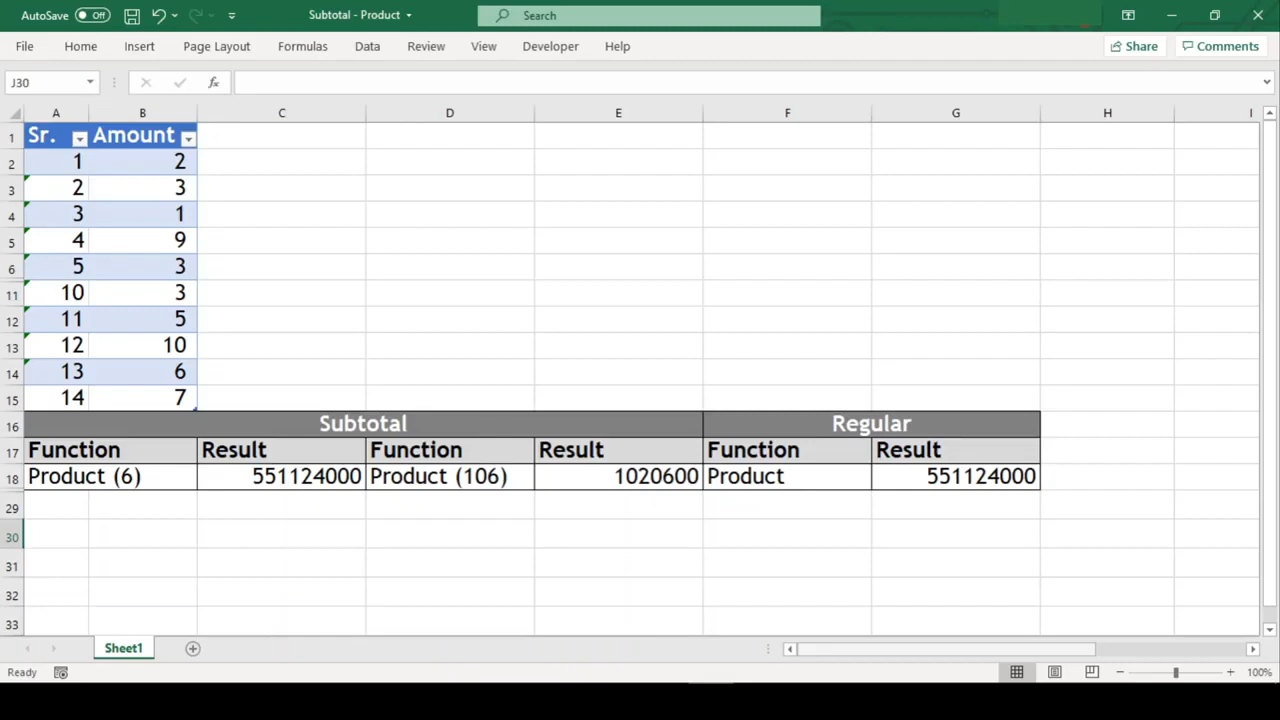 AutoSave Off Subtotal - Product Search
File Home Insert Page Layout Formulas Data Review View Developer Help Share Comments
J30 fx
A B C D E F G H I
1 Sr. Amount
2 1 2
3 2 3
4 3 1
5 4 9
6 5 3
11 10 3
12 11 5
13 12 10
14 13 6
15 14 7
16 Subtotal Regular
17 Function Result Function Result Function Result
18 Product (6) 551124000 Product (106) 1020600 Product 551124000
29
30
31
32
33
Sheet1
Ready 100%